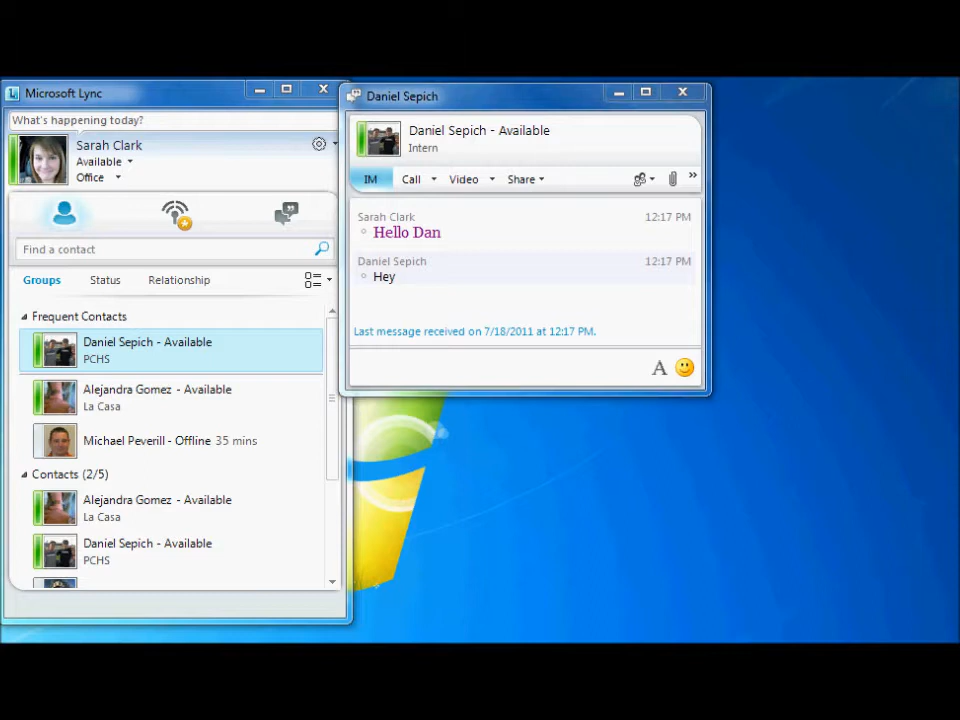 Microsoft Lync
What's happening today?
Sarah Clark
Available
Office
Find a contact
Groups Status Relationship
Frequent Contacts
Daniel Sepich - Available
PCHS
Alejandra Gomez - Available
La Casa
Michael Peverill - Offline 35 mins
Contacts (2/5)
Alejandra Gomez - Available
La Casa
Daniel Sepich - Available
PCHS
Daniel Sepich
Daniel Sepich - Available
Intern
IM Call Video Share
Sarah Clark 12:17 PM
Hello Dan
Daniel Sepich 12:17 PM
Hey
Last message received on 7/18/2011 at 12:17 PM.
A